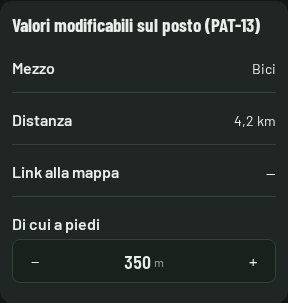 Valori modificabili sul posto (PAT-13)
Mezzo Bici
Distanza 4,2 km
Link alla mappa —
Di cui a piedi
− 350 m +